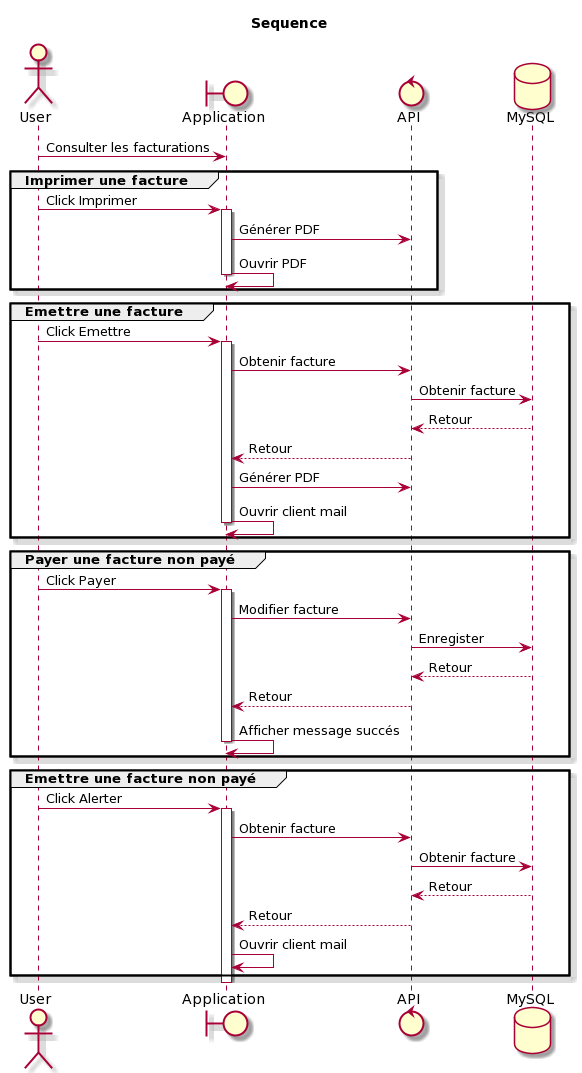 Sequence
User
Application
API
MySQL
Consulter les facturations
Imprimer une facture
Click Imprimer
Générer PDF
Ouvrir PDF
Emettre une facture
Click Emettre
Obtenir facture
Obtenir facture
Retour
Retour
Générer PDF
Ouvrir client mail
Payer une facture non payé
Click Payer
Modifier facture
Enregister
Retour
Retour
Afficher message succés
Emettre une facture non payé
Click Alerter
Obtenir facture
Obtenir facture
Retour
Retour
Ouvrir client mail
User
Application
API
MySQL